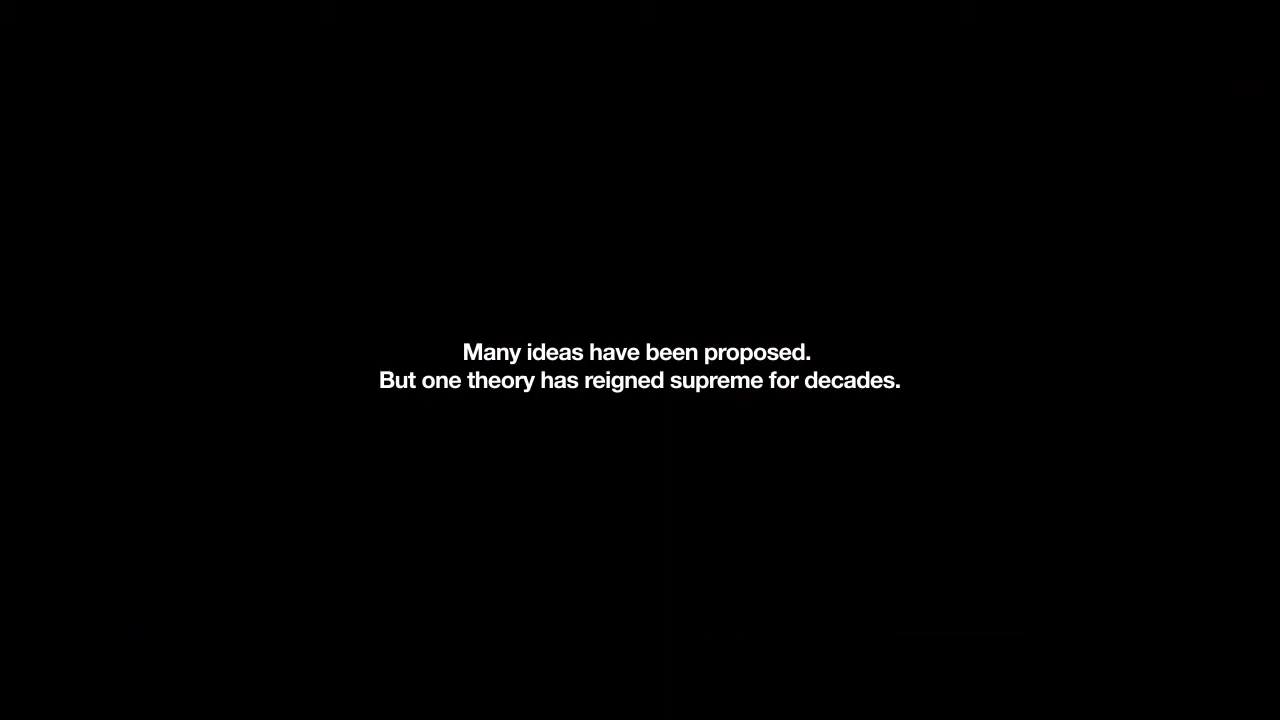 Many ideas have been proposed.
But one theory has reigned supreme for decades.